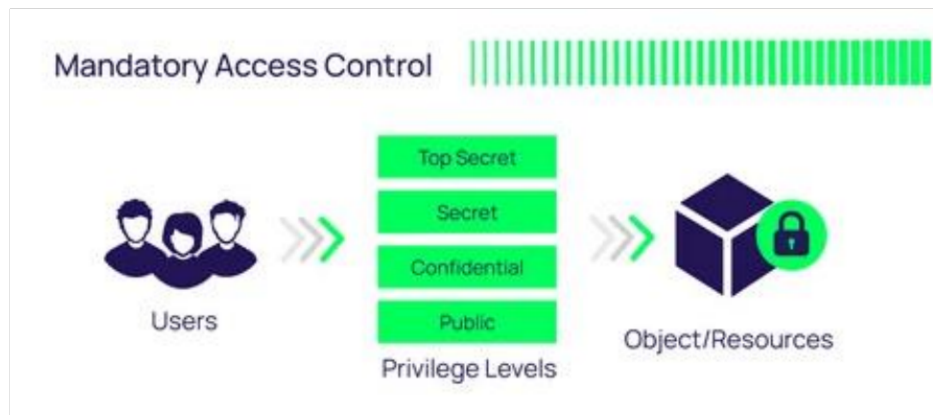 Mandatory Access Control
Top Secret
Secret
Confidential
Public
Users
Privilege Levels
Object/Resources